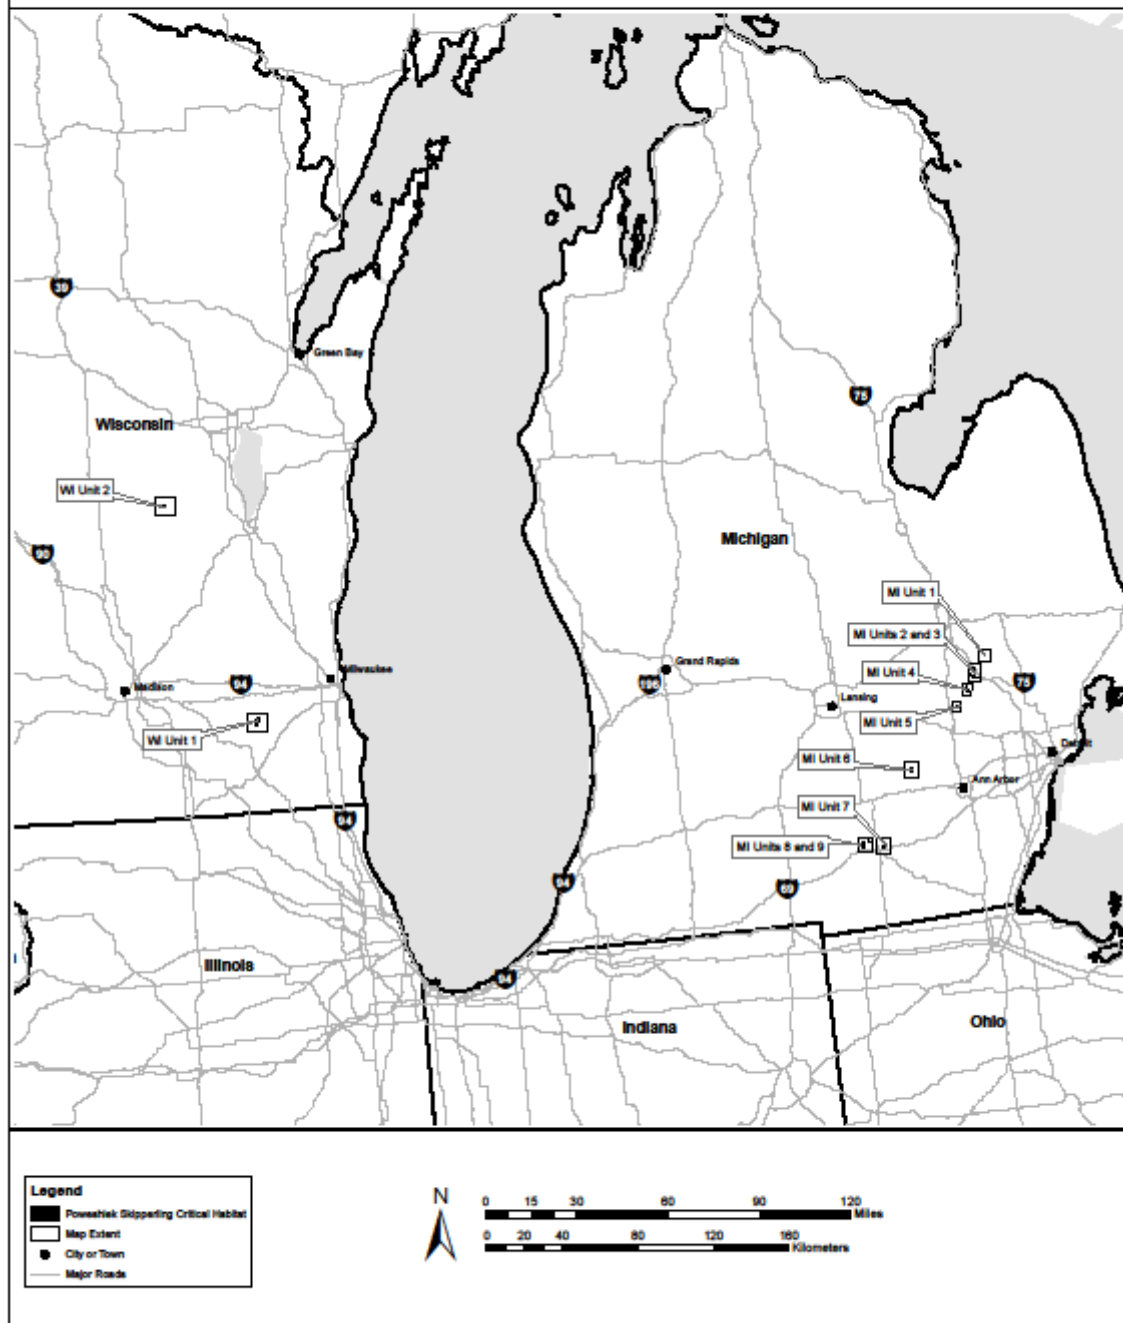 39
Green Bay
75
Wisconsin
WI Unit 2
90
Michigan
MI Unit 1
MI Units 2 and 3
Milwaukee
Grand Rapids
MI Unit 4
94
Madison
75
Lansing
MI Unit 5
WI Unit 1
Detroit
MI Unit 6
Ann Arbor
MI Unit 7
94
MI Units 8 and 9
94
69
Illinois
94
Indiana
Ohio
Legend
Poweshiek Skipperling Critical Habitat
Map Extent
City or Town
Major Roads
N
0 15 30 60 90 120
Miles
0 20 40 80 120 160
Kilometers